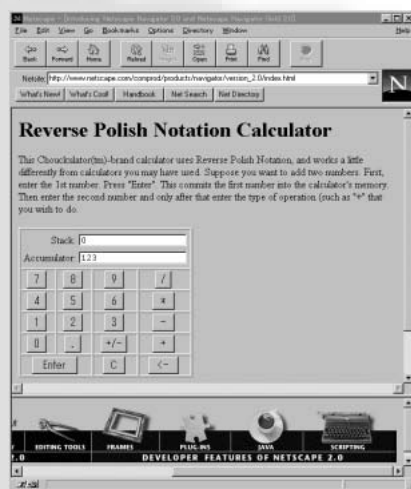 Netscape - [Introducing Netscape Navigator 2.0 and Netscape Navigator Gold 2.0]
File Edit View Go Bookmarks Options Directory Window Help
Back Forward Home Reload Images Open Print Find Stop
Netsite: http://www.netscape.com/comprod/products/navigator/version_2.0/index.html
What's New! What's Cool! Handbook Net Search Net Directory
N
Reverse Polish Notation Calculator
This Chouckulator(tm)-brand calculator uses Reverse Polish Notation, and works a little
differently from calculators you may have used. Suppose you want to add two numbers. First,
enter the 1st number. Press "Enter". This commits the first number into the calculator's memory.
Then enter the second number and only after that enter the type of operation (such as "+" that
you wish to do.
Stack: 0
Accumulator: 123
7 8 9 /
4 5 6 *
1 2 3 -
0 . +/- +
Enter C <-
EDITING TOOLS FRAMES PLUG-INS JAVA SCRIPTING
2.0 DEVELOPER FEATURES OF NETSCAPE 2.0